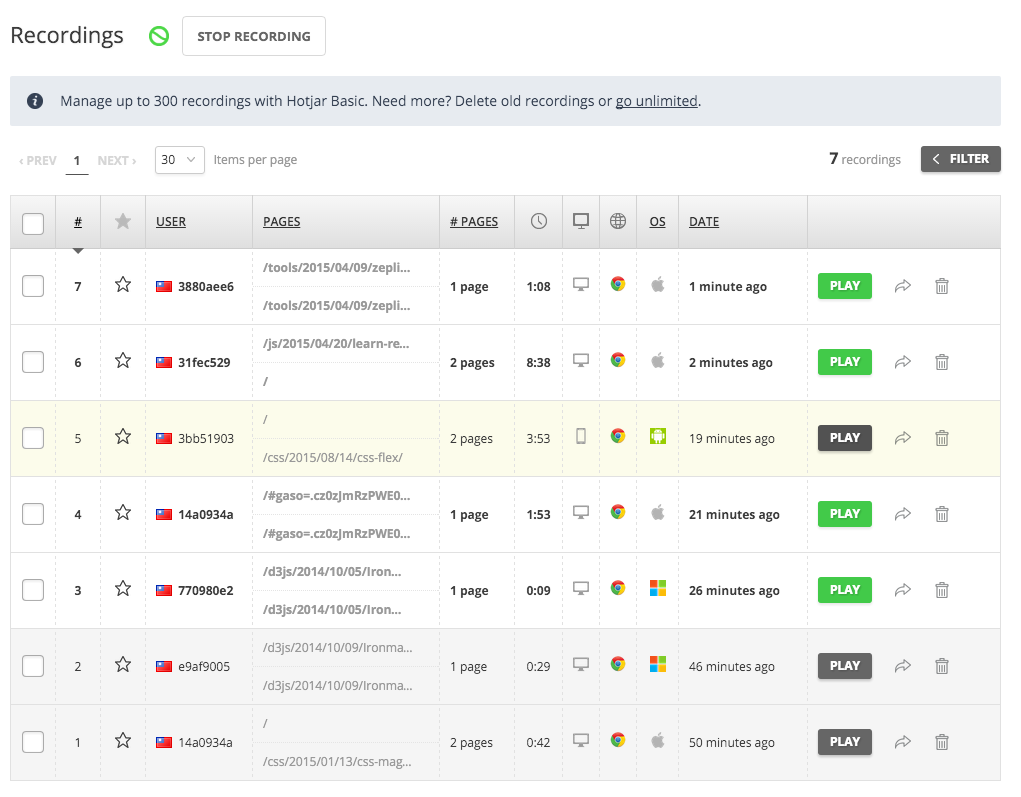 Recordings STOP RECORDING
Manage up to 300 recordings with Hotjar Basic. Need more? Delete old recordings or go unlimited.
‹ PREV 1 NEXT › 30 Items per page 7 recordings FILTER
# USER PAGES # PAGES OS DATE
/tools/2015/04/09/zepli...
7 3880aee6 1 page 1:08 1 minute ago PLAY
/tools/2015/04/09/zepli...
/js/2015/04/20/learn-re...
6 31fec529 2 pages 8:38 2 minutes ago PLAY
/
/
5 3bb51903 2 pages 3:53 19 minutes ago PLAY
/css/2015/08/14/css-flex/
/#gaso=.cz0zJmRzPWE0...
4 14a0934a 1 page 1:53 21 minutes ago PLAY
/#gaso=.cz0zJmRzPWE0...
/d3js/2014/10/05/Iron...
3 770980e2 1 page 0:09 26 minutes ago PLAY
/d3js/2014/10/05/Iron...
/d3js/2014/10/09/Ironma...
2 e9af9005 1 page 0:29 46 minutes ago PLAY
/d3js/2014/10/09/Ironma...
/
1 14a0934a 2 pages 0:42 50 minutes ago PLAY
/css/2015/01/13/css-mag...